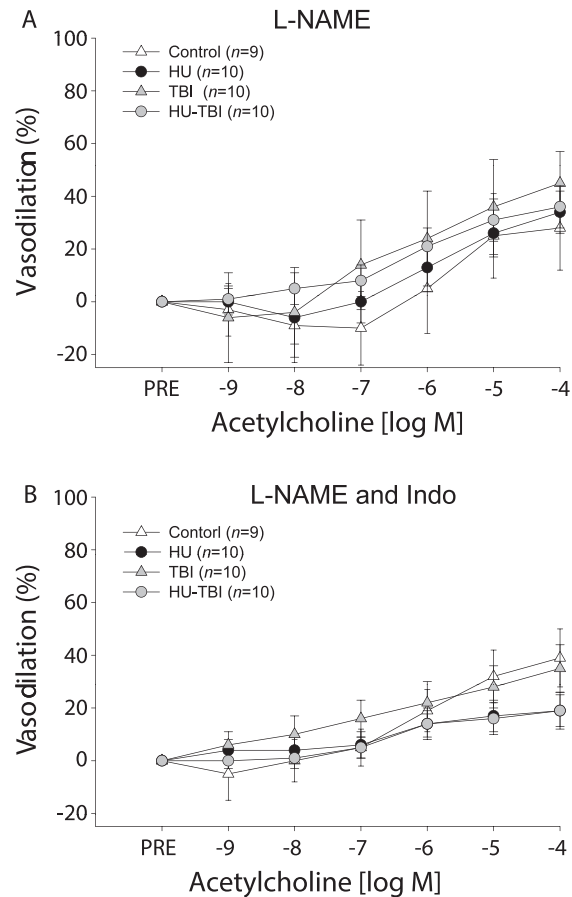 A
L-NAME
Control (n=9)
HU (n=10)
TBI (n=10)
HU-TBI (n=10)
Vasodilation (%)
100
80
60
40
20
0
-20
PRE -9 -8 -7 -6 -5 -4
Acetylcholine [log M]
B
L-NAME and Indo
Contorl (n=9)
HU (n=10)
TBI (n=10)
HU-TBI (n=10)
Vasodilation (%)
100
80
60
40
20
0
-20
PRE -9 -8 -7 -6 -5 -4
Acetylcholine [log M]